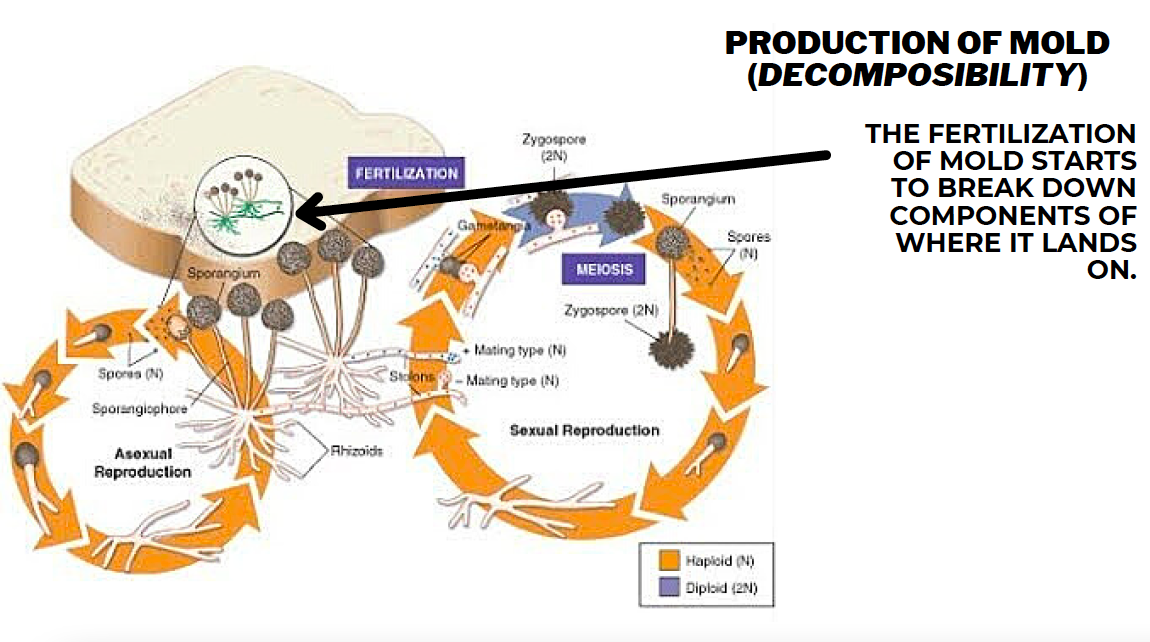 PRODUCTION OF MOLD
(DECOMPOSIBILITY)
THE FERTILIZATION
OF MOLD STARTS
TO BREAK DOWN
COMPONENTS OF
WHERE IT LANDS
ON.
Zygospore
(2N)
FERTILIZATION
Sporangium
Gametangia
Spores
(N)
MEIOSIS
Sporangium
Zygospore (2N)
+ Mating type (N)
Spores (N)
Stolons
– Mating type (N)
Sporangiophore
Sexual Reproduction
Asexual
Reproduction
Rhizoids
Haploid (N)
Diploid (2N)